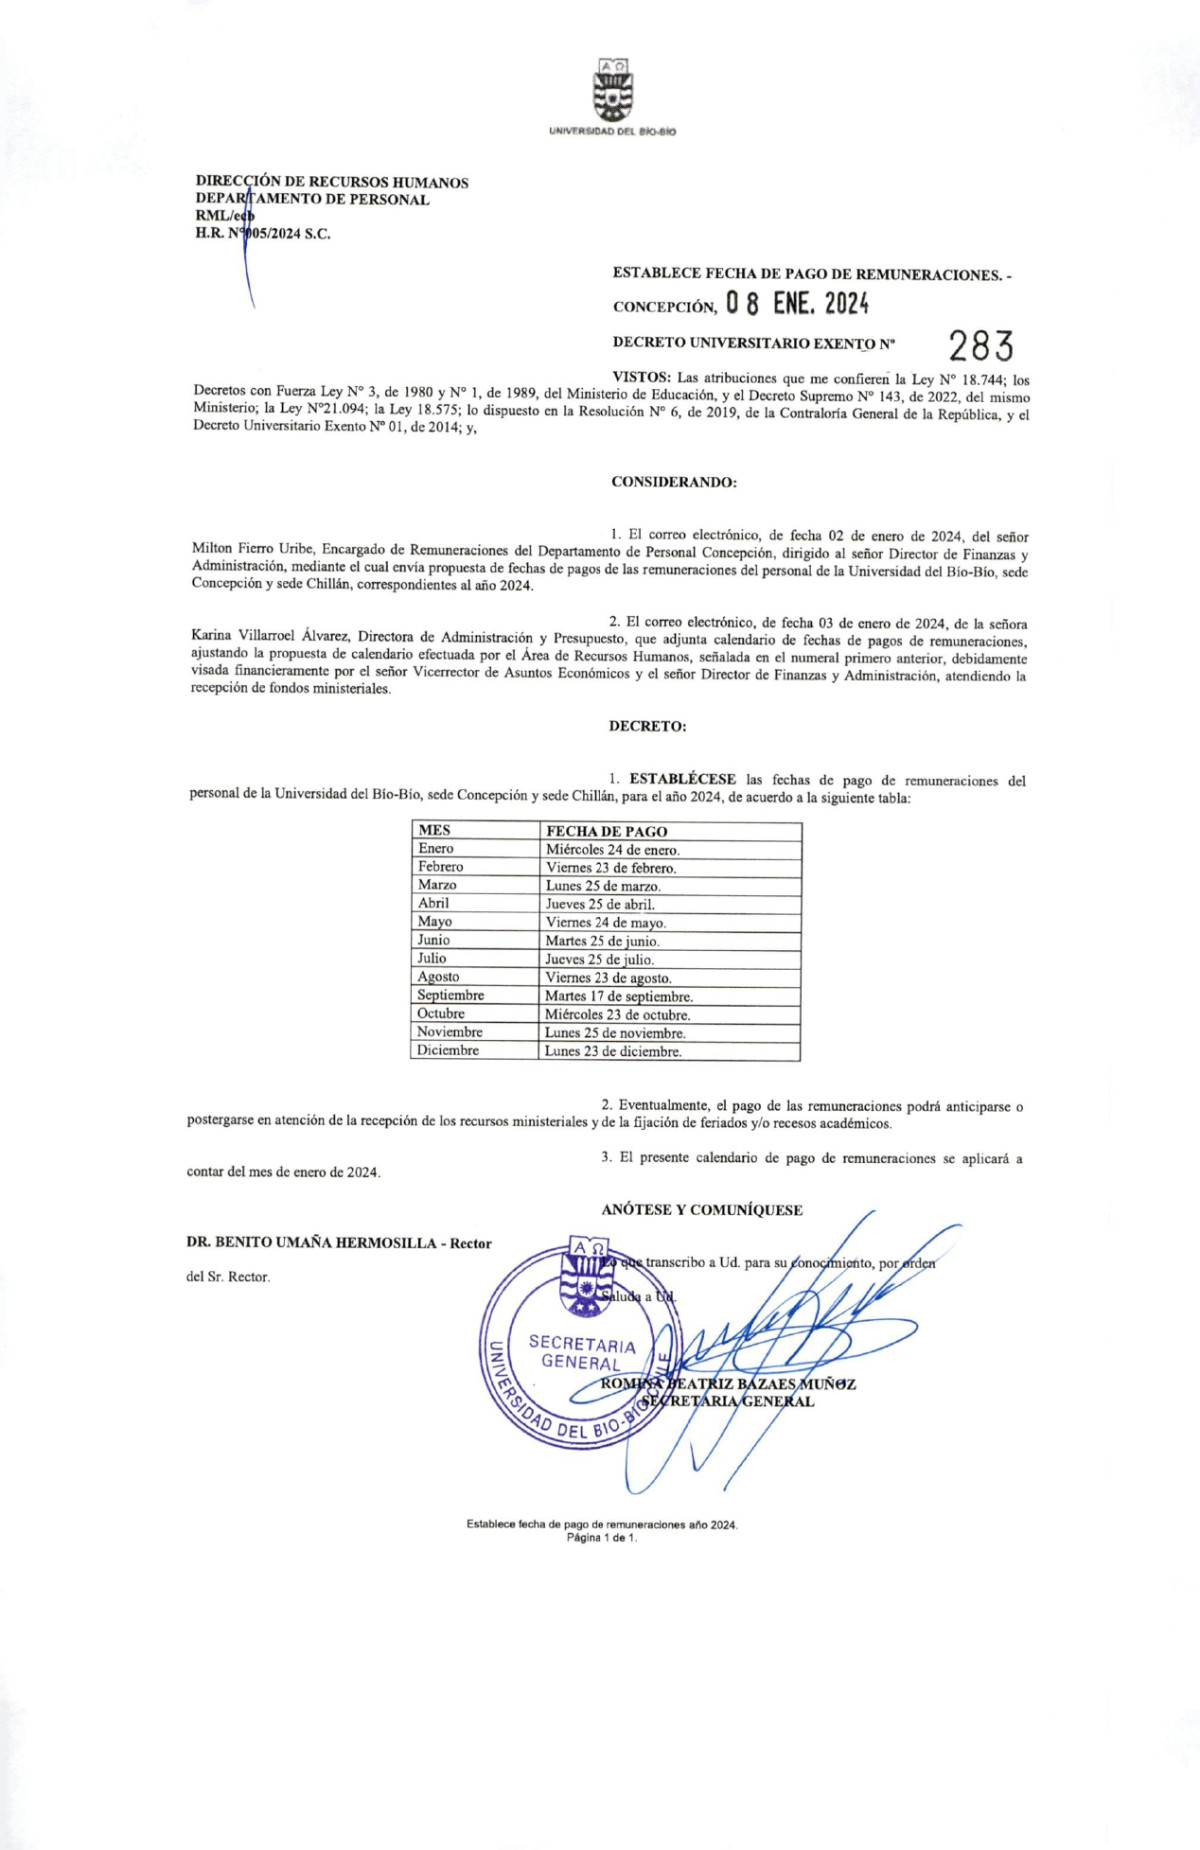 ΑΩ
UNIVERSIDAD DEL BÍO-BÍO
DIRECCIÓN DE RECURSOS HUMANOS
DEPARTAMENTO DE PERSONAL
RML/ecb
H.R. Nº005/2024 S.C.
ESTABLECE FECHA DE PAGO DE REMUNERACIONES. -
CONCEPCIÓN, 08 ENE. 2024
DECRETO UNIVERSITARIO EXENTO Nº 283
VISTOS: Las atribuciones que me confieren la Ley Nº 18.744; los
Decretos con Fuerza Ley Nº 3, de 1980 y Nº 1, de 1989, del Ministerio de Educación, y el Decreto Supremo Nº 143, de 2022, del mismo
Ministerio; la Ley Nº21.094; la Ley 18.575; lo dispuesto en la Resolución Nº 6, de 2019, de la Contraloría General de la República, y el
Decreto Universitario Exento Nº 01, de 2014; y,
CONSIDERANDO:
1. El correo electrónico, de fecha 02 de enero de 2024, del señor
Milton Fierro Uribe, Encargado de Remuneraciones del Departamento de Personal Concepción, dirigido al señor Director de Finanzas y
Administración, mediante el cual envía propuesta de fechas de pagos de las remuneraciones del personal de la Universidad del Bío-Bío, sede
Concepción y sede Chillán, correspondientes al año 2024.
2. El correo electrónico, de fecha 03 de enero de 2024, de la señora
Karina Villarroel Álvarez, Directora de Administración y Presupuesto, que adjunta calendario de fechas de pagos de remuneraciones,
ajustando la propuesta de calendario efectuada por el Área de Recursos Humanos, señalada en el numeral primero anterior, debidamente
visada financieramente por el señor Vicerrector de Asuntos Económicos y el señor Director de Finanzas y Administración, atendiendo la
recepción de fondos ministeriales.
DECRETO:
1. ESTABLÉCESE las fechas de pago de remuneraciones del
personal de la Universidad del Bío-Bío, sede Concepción y sede Chillán, para el año 2024, de acuerdo a la siguiente tabla:
MES FECHA DE PAGO
Enero Miércoles 24 de enero.
Febrero Viernes 23 de febrero.
Marzo Lunes 25 de marzo.
Abril Jueves 25 de abril.
Mayo Viernes 24 de mayo.
Junio Martes 25 de junio.
Julio Jueves 25 de julio.
Agosto Viernes 23 de agosto.
Septiembre Martes 17 de septiembre.
Octubre Miércoles 23 de octubre.
Noviembre Lunes 25 de noviembre.
Diciembre Lunes 23 de diciembre.
2. Eventualmente, el pago de las remuneraciones podrá anticiparse o
postergarse en atención de la recepción de los recursos ministeriales y de la fijación de feriados y/o recesos académicos.
3. El presente calendario de pago de remuneraciones se aplicará a
contar del mes de enero de 2024.
ANÓTESE Y COMUNÍQUESE
DR. BENITO UMAÑA HERMOSILLA - Rector
Lo que transcribo a Ud. para su conocimiento, por orden
del Sr. Rector.
Saluda a Ud.
ΑΩ
SECRETARIA
GENERAL
UNIVERSIDAD DEL BIO-BIO CHILE
ROMINA BEATRIZ BAZAES MUÑOZ
SECRETARIA GENERAL
Establece fecha de pago de remuneraciones año 2024.
Página 1 de 1.